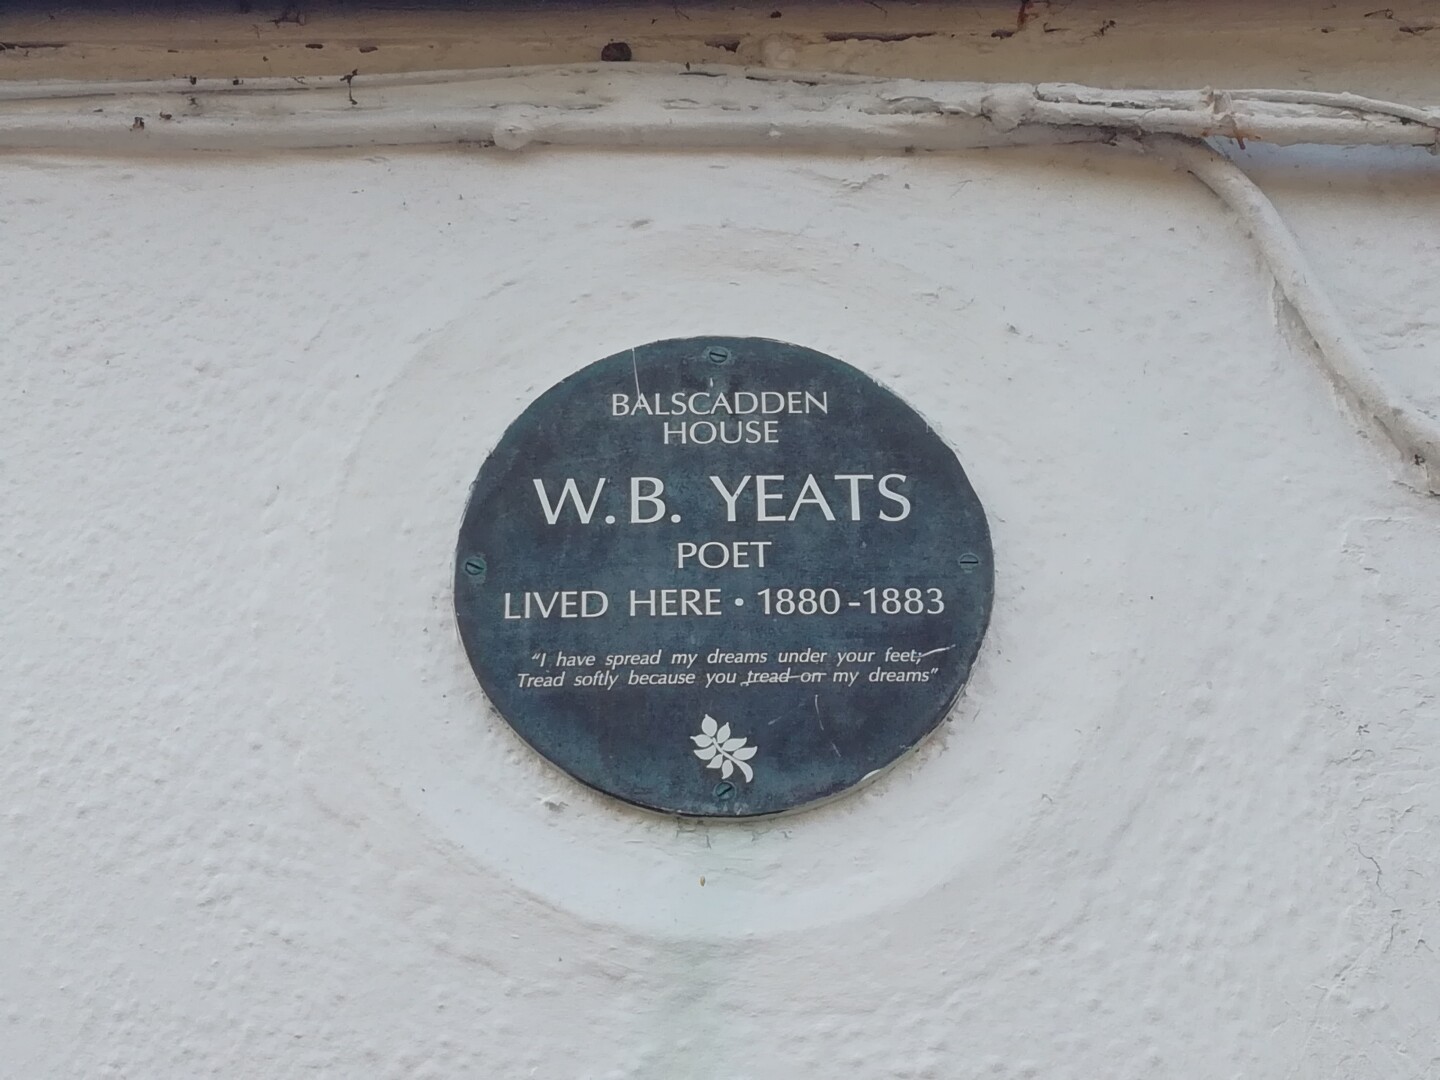 BALSCADDEN
HOUSE
W.B. YEATS
POET
LIVED HERE • 1880-1883
"I have spread my dreams under your feet;
Tread softly because you tread on my dreams"